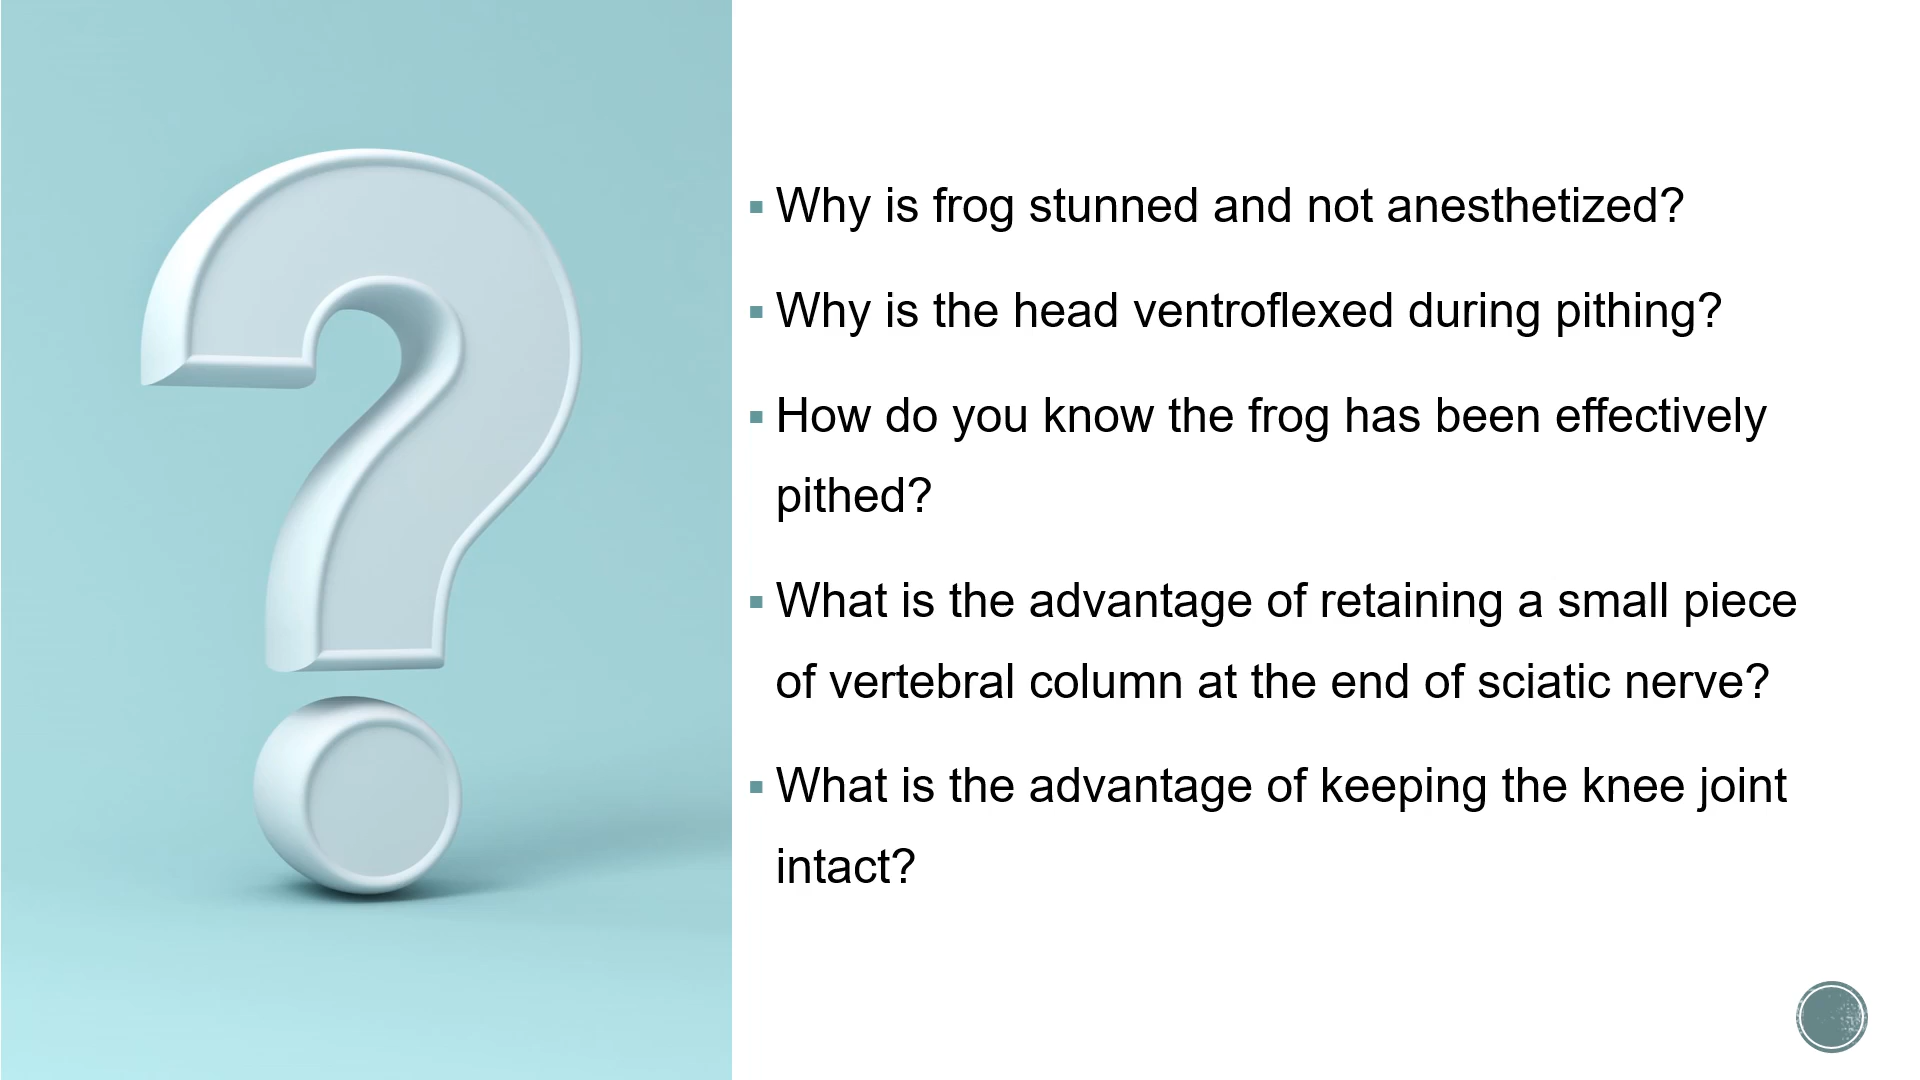 ▪ Why is frog stunned and not anesthetized?
▪ Why is the head ventroflexed during pithing?
▪ How do you know the frog has been effectively
pithed?
▪ What is the advantage of retaining a small piece
of vertebral column at the end of sciatic nerve?
▪ What is the advantage of keeping the knee joint
intact?